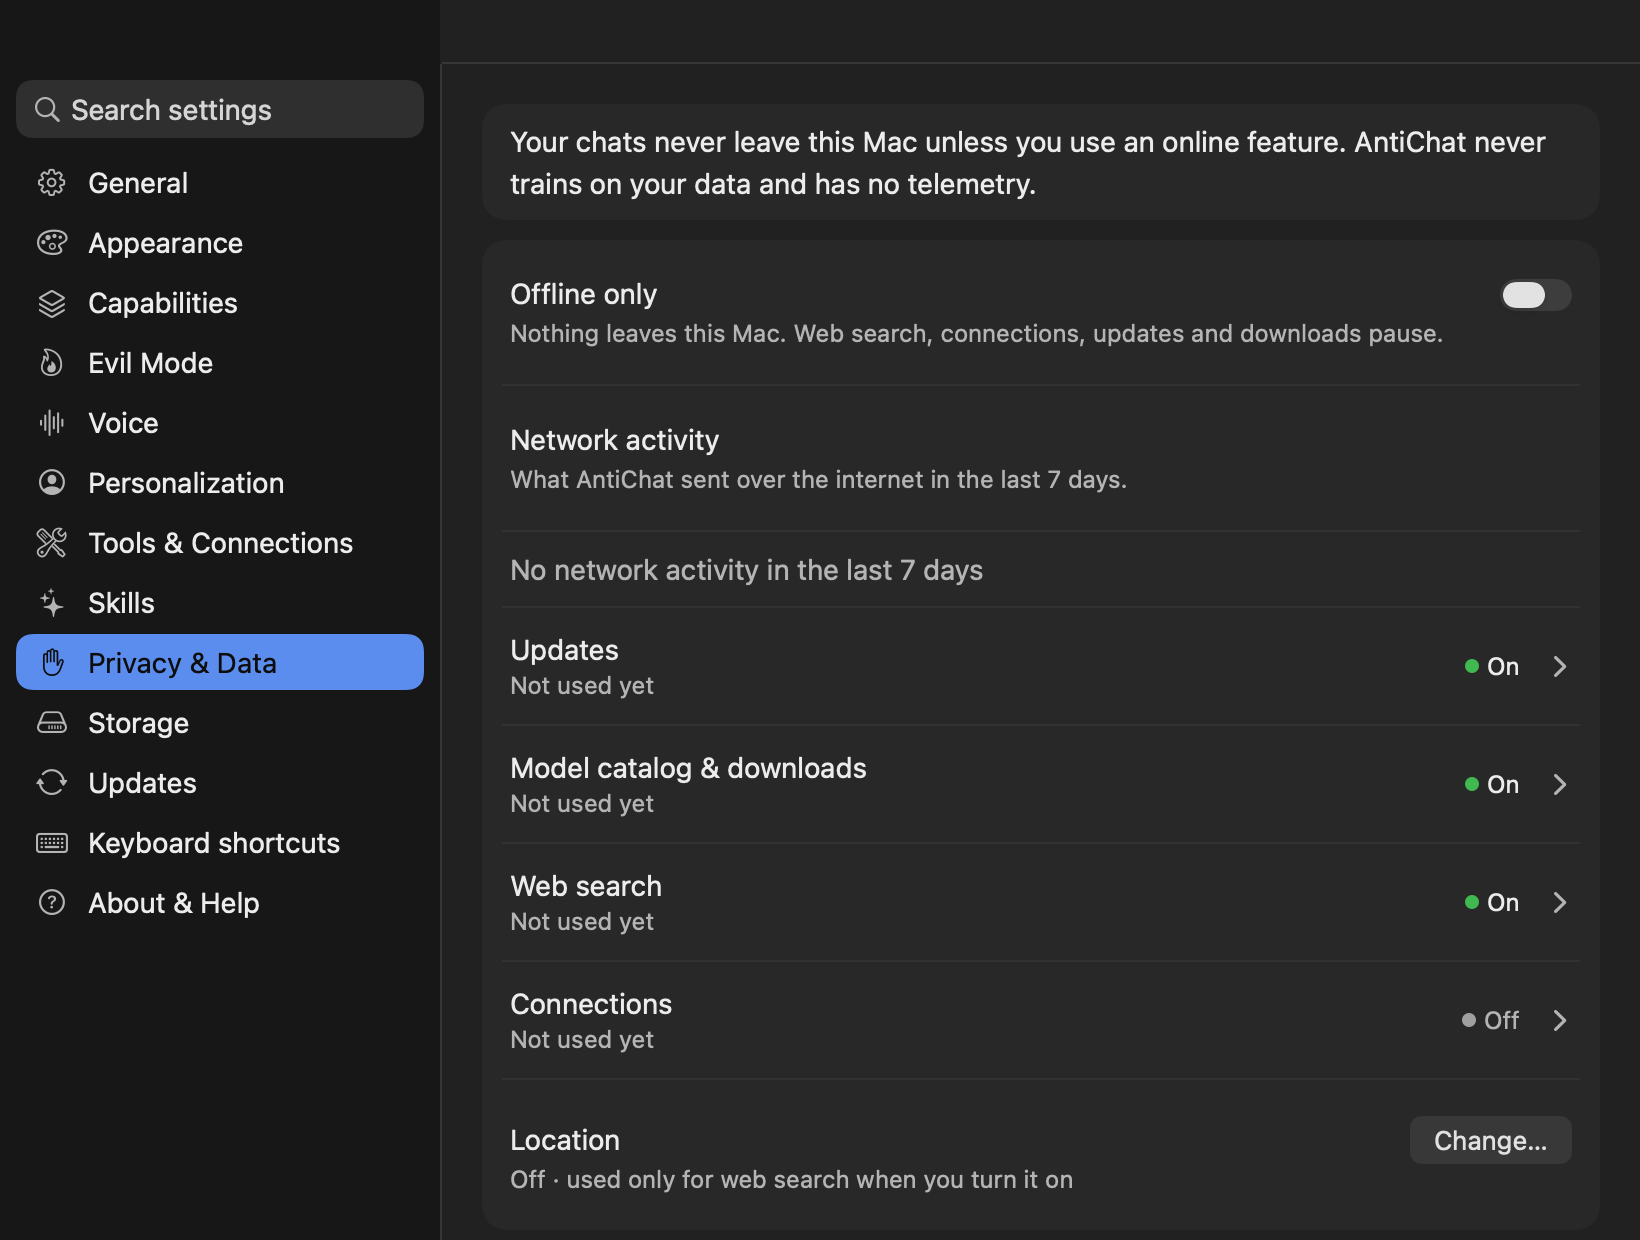 Search settings
General
Appearance
Capabilities
Evil Mode
Voice
Personalization
Tools & Connections
Skills
Privacy & Data
Storage
Updates
Keyboard shortcuts
About & Help
Your chats never leave this Mac unless you use an online feature. AntiChat never
trains on your data and has no telemetry.
Offline only
Nothing leaves this Mac. Web search, connections, updates and downloads pause.
Network activity
What AntiChat sent over the internet in the last 7 days.
No network activity in the last 7 days
Updates
Not used yet
On
Model catalog & downloads
Not used yet
On
Web search
Not used yet
On
Connections
Not used yet
Off
Location
Off · used only for web search when you turn it on
Change...